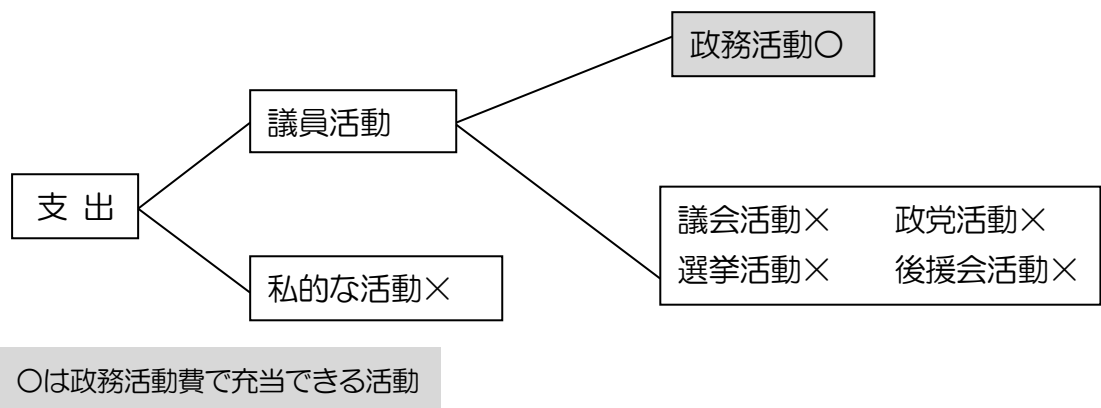 政務活動〇
議員活動
支 出
議会活動× 政党活動×
選挙活動× 後援会活動×
私的な活動×
〇は政務活動費で充当できる活動